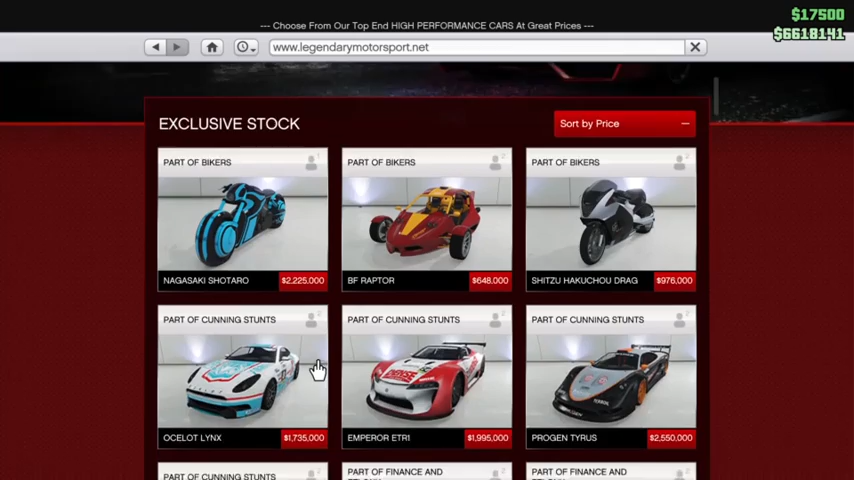 $17500
--- Choose From Our Top End HIGH PERFORMANCE CARS At Great Prices ---
$6618141
www.legendarymotorsport.net
EXCLUSIVE STOCK
Sort by Price
PART OF BIKERS
PART OF BIKERS
PART OF BIKERS
NAGASAKI SHOTARO $2,225,000
BF RAPTOR $648,000
SHITZU HAKUCHOU DRAG $976,000
PART OF CUNNING STUNTS
PART OF CUNNING STUNTS
PART OF CUNNING STUNTS
OCELOT LYNX $1,735,000
EMPEROR ETR1 $1,995,000
PROGEN TYRUS $2,550,000
PART OF CUNNING STUNTS
PART OF FINANCE AND
PART OF FINANCE AND